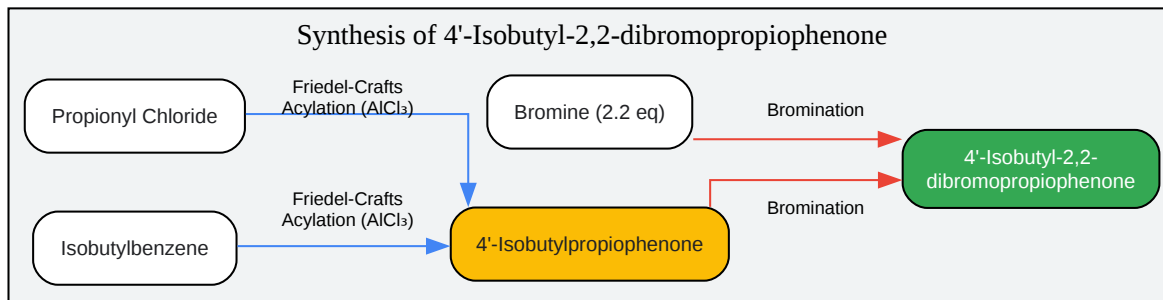 Synthesis of 4'-Isobutyl-2,2-dibromopropiophenone
Propionyl Chloride
Friedel-Crafts
Acylation (AlCl₃)
Bromine (2.2 eq)
Bromination
4'-Isobutyl-2,2-
dibromopropiophenone
Isobutylbenzene
Friedel-Crafts
Acylation (AlCl₃)
4'-Isobutylpropiophenone
Bromination